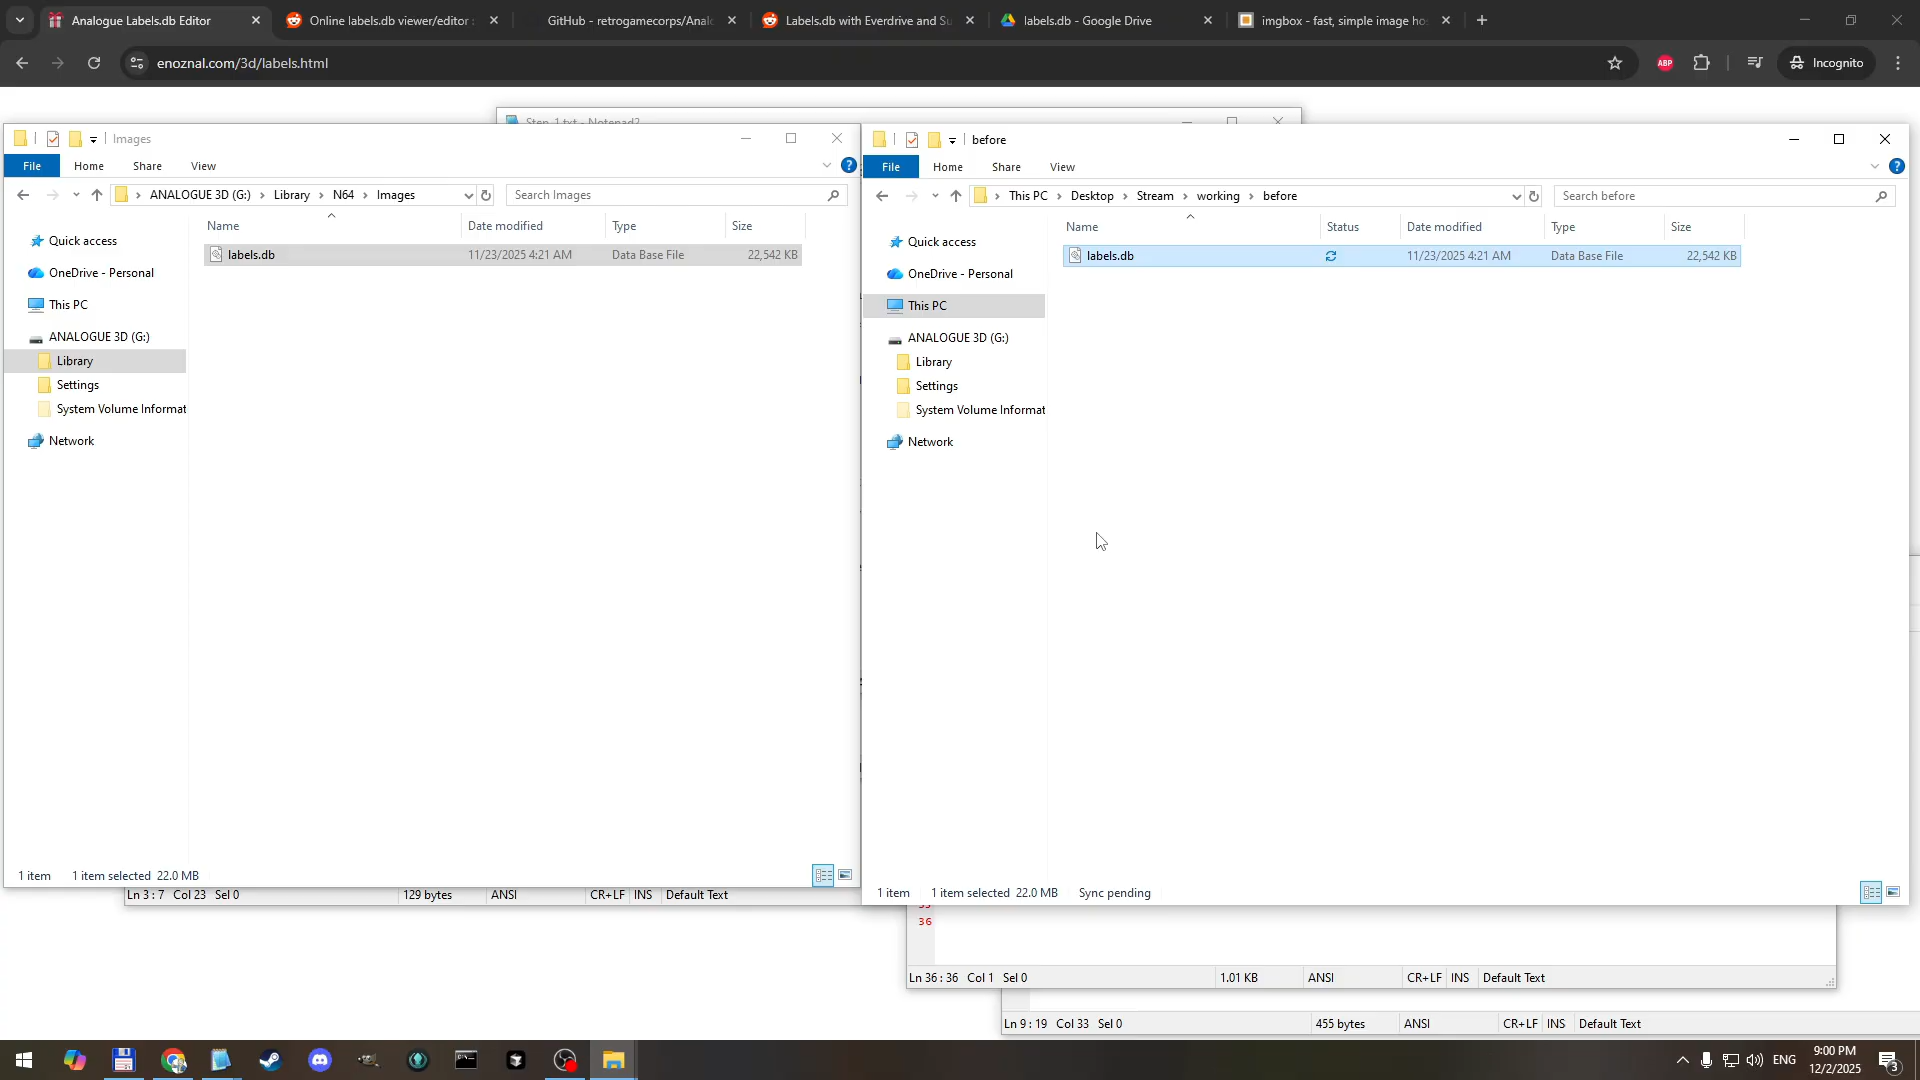 Analogue Labels.db Editor
Online labels.db viewer/editor
GitHub - retrogamecorps/Anal
Labels.db with Everdrive and Su
labels.db - Google Drive
imgbox - fast, simple image ho
enoznal.com/3d/labels.html
ABP
Incognito
Step 1.txt - Notepad2
Images
File
Home
Share
View
ANALOGUE 3D (G:) > Library > N64 > Images
Search Images
Name
Date modified
Type
Size
labels.db
11/23/2025 4:21 AM
Data Base File
22,542 KB
Quick access
OneDrive - Personal
This PC
ANALOGUE 3D (G:)
Library
Settings
System Volume Informat
Network
1 item
1 item selected 22.0 MB
before
File
Home
Share
View
This PC > Desktop > Stream > working > before
Search before
Name
Status
Date modified
Type
Size
labels.db
11/23/2025 4:21 AM
Data Base File
22,542 KB
Quick access
OneDrive - Personal
This PC
ANALOGUE 3D (G:)
Library
Settings
System Volume Informat
Network
1 item
1 item selected 22.0 MB
Sync pending
Ln 3 : 7 Col 23 Sel 0
129 bytes
ANSI
CR+LF INS
Default Text
36
Ln 36 : 36 Col 1 Sel 0
1.01 KB
ANSI
CR+LF INS
Default Text
Ln 9 : 19 Col 33 Sel 0
455 bytes
ANSI
CR+LF INS
Default Text
ENG
9:00 PM
12/2/2025
3